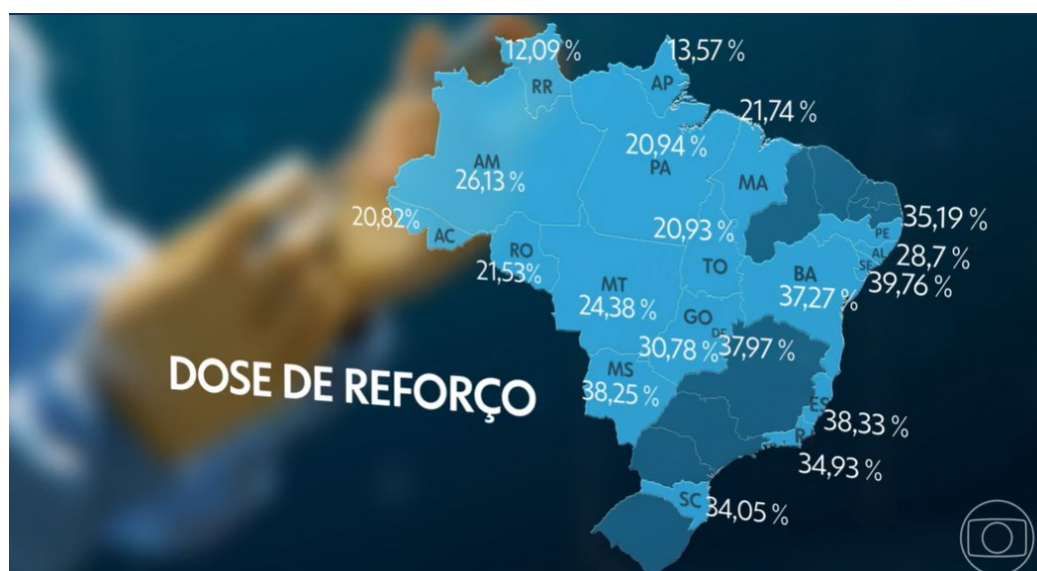 12,09 %
13,57 %
RR
AP
21,74 %
20,94 %
PA
AM
26,13 %
MA
20,82%
AC
20,93 %
35,19 %
PE
RO
21,53%
TO
BA
37,27 %
AL
28,7 %
SE
39,76 %
MT
24,38 %
GO
DF
30,78 %
37,97 %
DOSE DE REFORÇO
MS
38,25 %
ES
38,33 %
34,93 %
SC
34,05 %